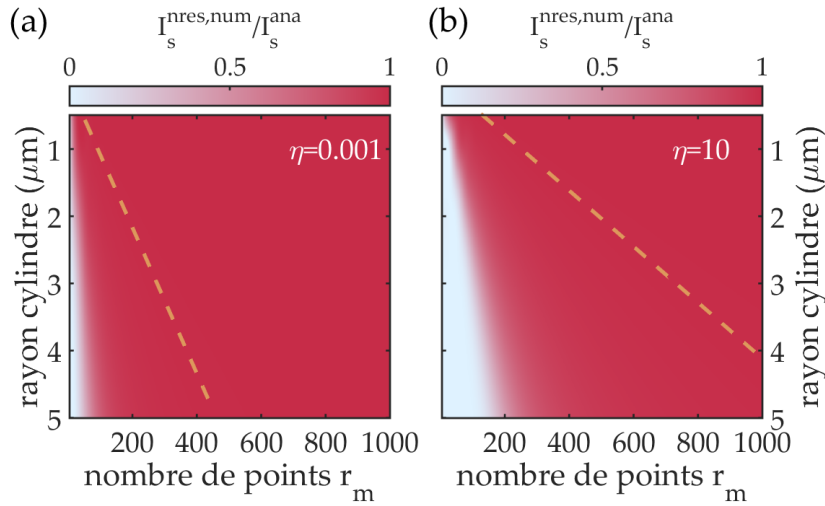 (a) I_s^nres,num/I_s^ana
0 0.5 1
rayon cylindre (μm)
1
2
3
4
5
η=0.001
200 400 600 800 1000
nombre de points r_m
(b) I_s^nres,num/I_s^ana
0 0.5 1
η=10
1
2
3
4
5
rayon cylindre (μm)
200 400 600 800 1000
nombre de points r_m